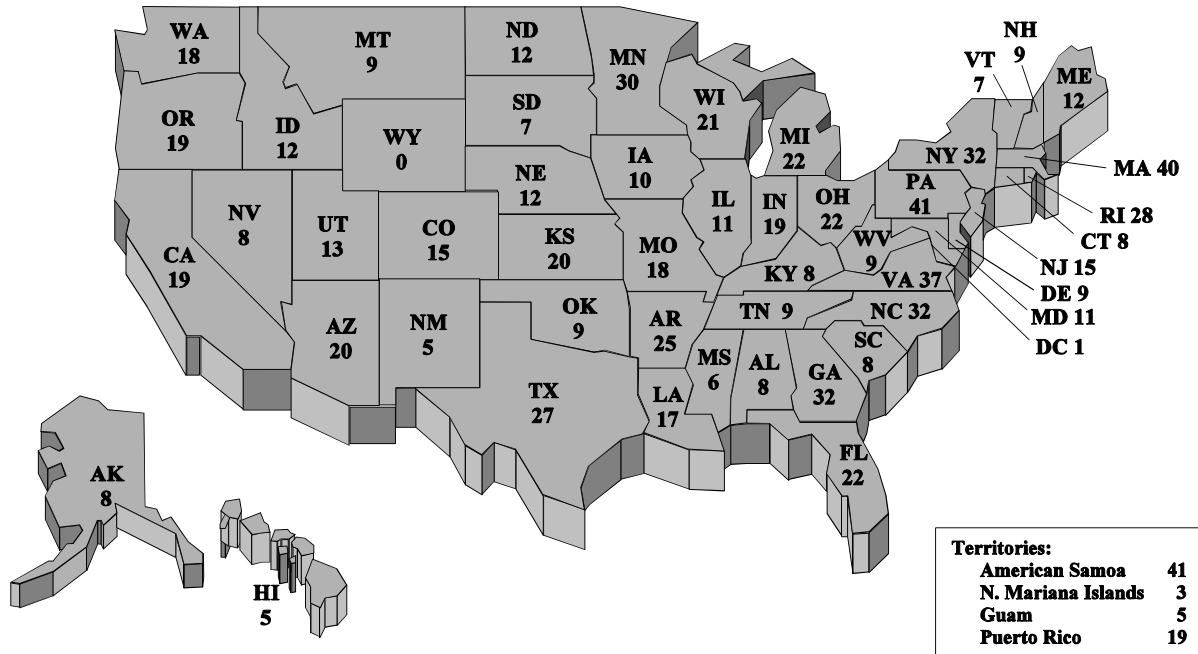 WA
18
MT
9
ND
12
MN
30
NH
9
VT
7
ME
12
OR
19
ID
12
WY
0
SD
7
WI
21
MI
22
NY 32
MA 40
IA
10
NE
12
PA
41
RI 28
CT 8
NV
8
UT
13
CO
15
KS
20
MO
18
IL
11
IN
19
OH
22
WV
9
VA 37
NJ 15
DE 9
MD 11
DC 1
CA
19
KY 8
AZ
20
NM
5
OK
9
AR
25
TN 9
NC 32
SC
8
MS
6
AL
8
GA
32
TX
27
LA
17
FL
22
AK
8
HI
5
Territories:
American Samoa 41
N. Mariana Islands 3
Guam 5
Puerto Rico 19